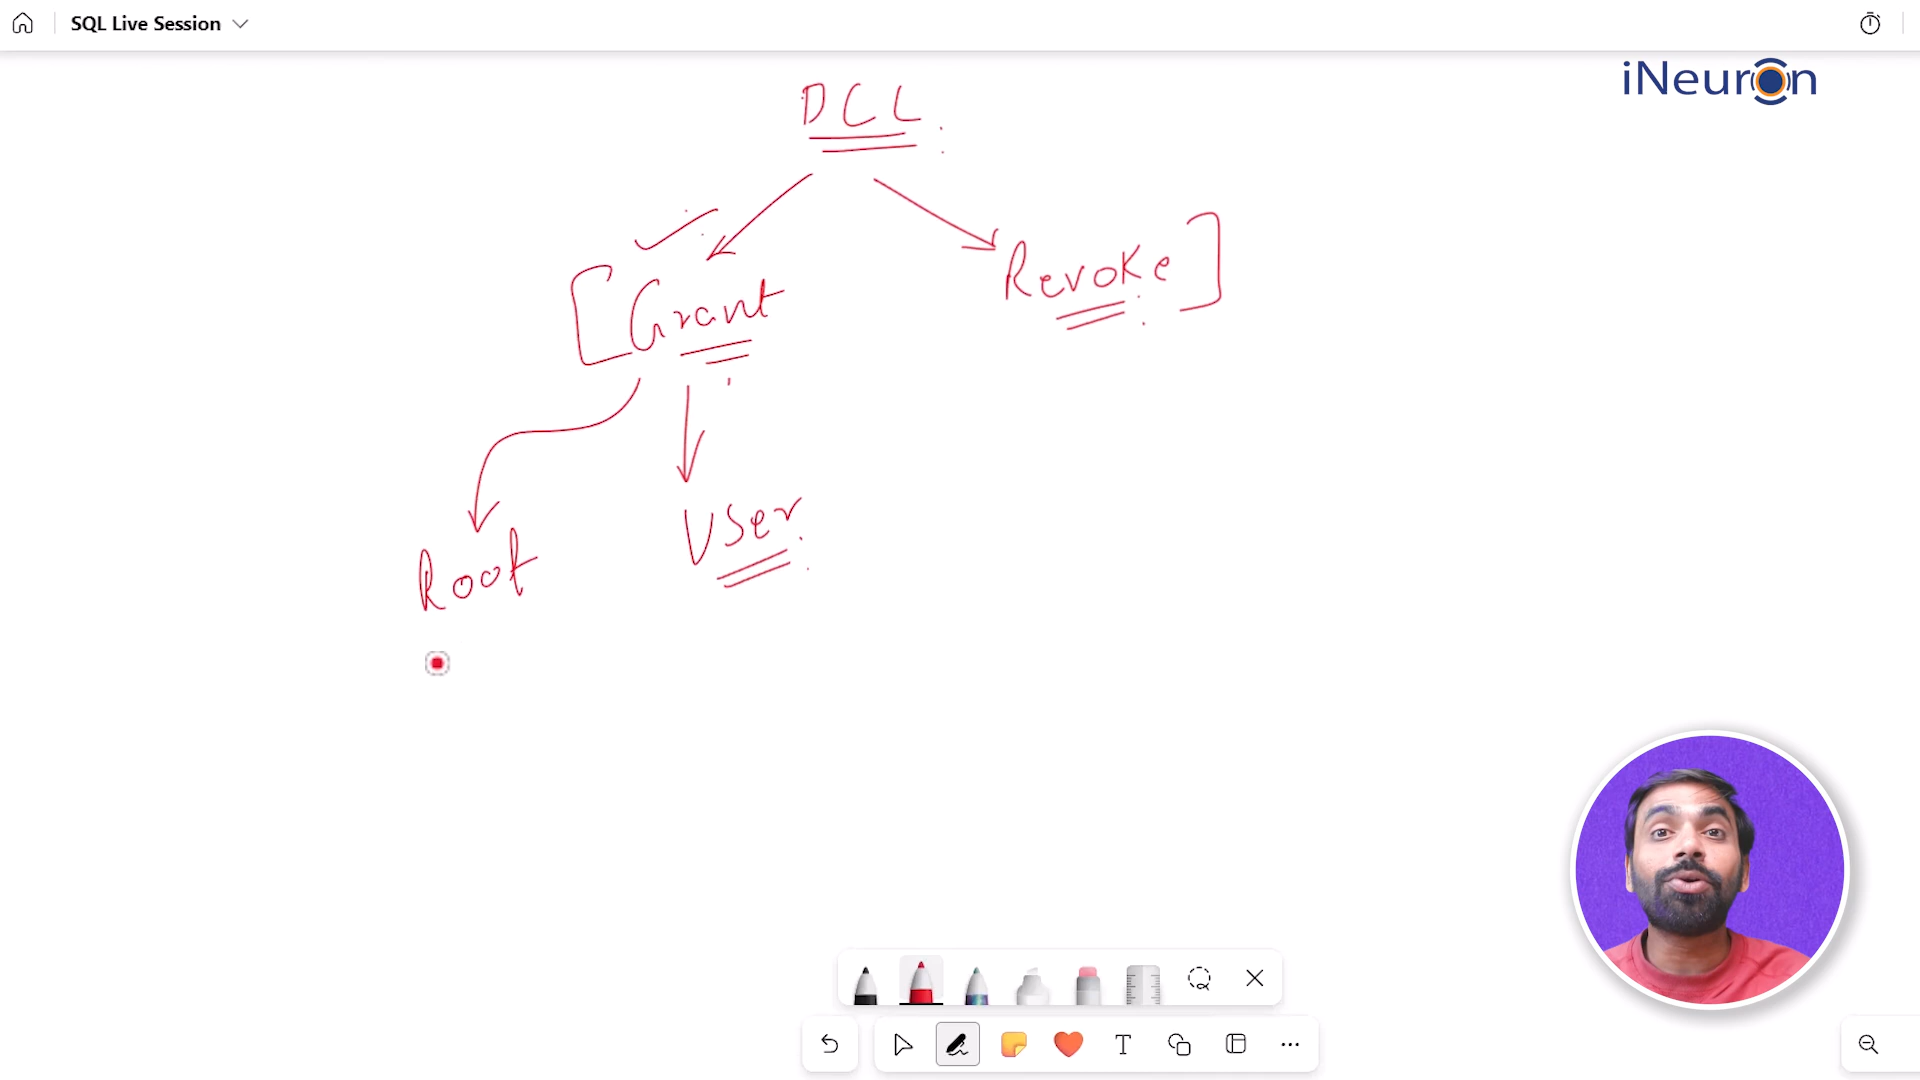 SQL Live Session
iNeuron
DCL
[Grant
Revoke]
Root
User
T